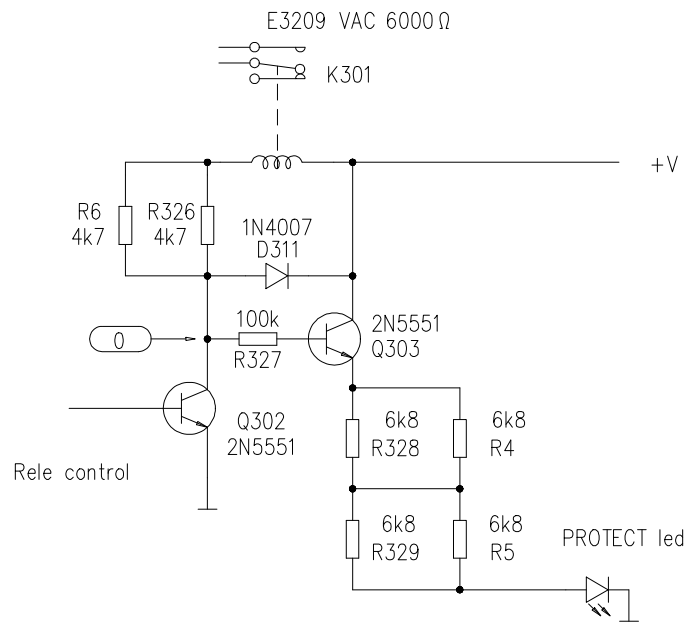 E3209 VAC 6000Ω
K301
+V
R6
4k7
R326
4k7
1N4007
D311
100k
R327
0
2N5551
Q303
Q302
2N5551
Rele control
6k8
R328
6k8
R4
6k8
R329
6k8
R5
PROTECT led